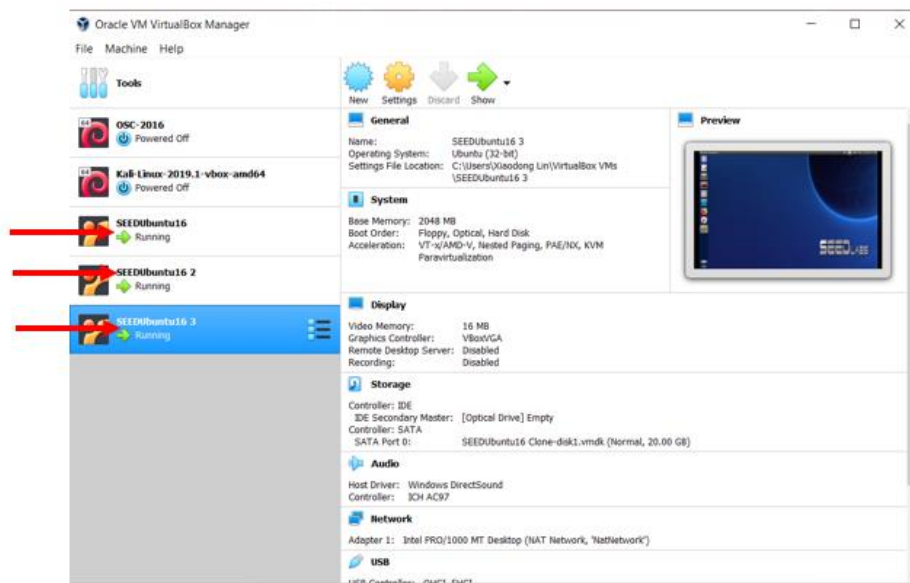 Oracle VM VirtualBox Manager
File Machine Help
Tools
New Settings Discard Show
OSC-2016
Powered Off
Kali-Linux-2019.1-vbox-amd64
Powered Off
SEEDUbuntu16
Running
SEEDUbuntu16 2
Running
SEEDUbuntu16 3
Running
General
Name: SEEDUbuntu16 3
Operating System: Ubuntu (32-bit)
Settings File Location: C:\Users\Xiaodong Lin\VirtualBox VMs
\SEEDUbuntu16 3
Preview
SEEDLABS
System
Base Memory: 2048 MB
Boot Order: Floppy, Optical, Hard Disk
Acceleration: VT-x/AMD-V, Nested Paging, PAE/NX, KVM
Paravirtualization
Display
Video Memory: 16 MB
Graphics Controller: VBoxVGA
Remote Desktop Server: Disabled
Recording: Disabled
Storage
Controller: IDE
IDE Secondary Master: [Optical Drive] Empty
Controller: SATA
SATA Port 0: SEEDUbuntu16 Clone-disk1.vmdk (Normal, 20.00 GB)
Audio
Host Driver: Windows DirectSound
Controller: ICH AC97
Network
Adapter 1: Intel PRO/1000 MT Desktop (NAT Network, 'NatNetwork')
USB
USB Controller: OHCI, EHCI